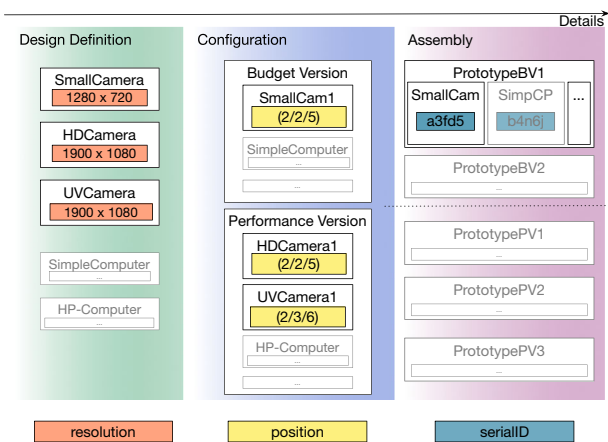 Details
Design Definition
SmallCamera
1280 x 720
HDCamera
1900 x 1080
UVCamera
1900 x 1080
SimpleComputer
...
HP-Computer
...
Configuration
Budget Version
SmallCam1
(2/2/5)
SimpleComputer
...
...
Performance Version
HDCamera1
(2/2/5)
UVCamera1
(2/3/6)
HP-Computer
...
...
Assembly
PrototypeBV1
SmallCam
a3fd5
SimpCP
b4n6j
...
PrototypeBV2
...
PrototypePV1
...
PrototypePV2
...
PrototypePV3
...
resolution
position
serialID